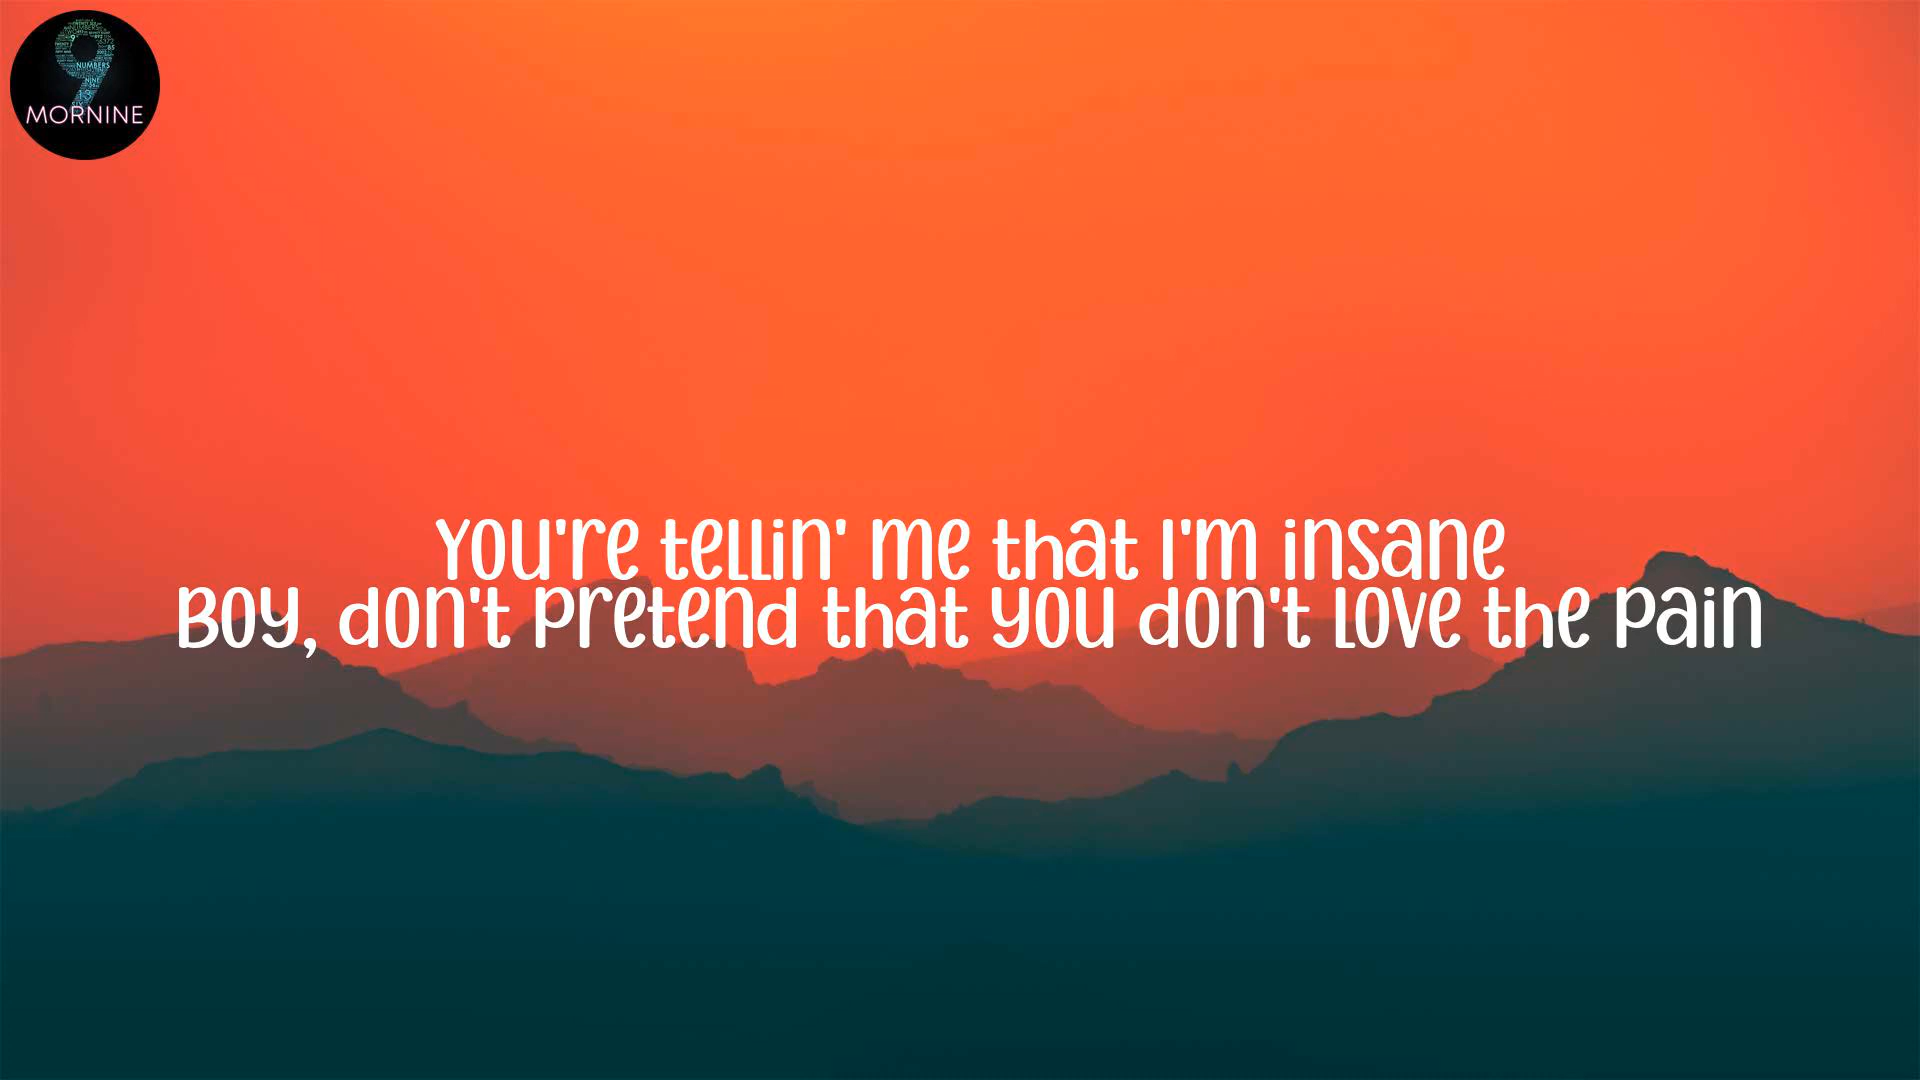 MORNINE
You're tellin' me that I'm insane
Boy, don't pretend that you don't love the pain